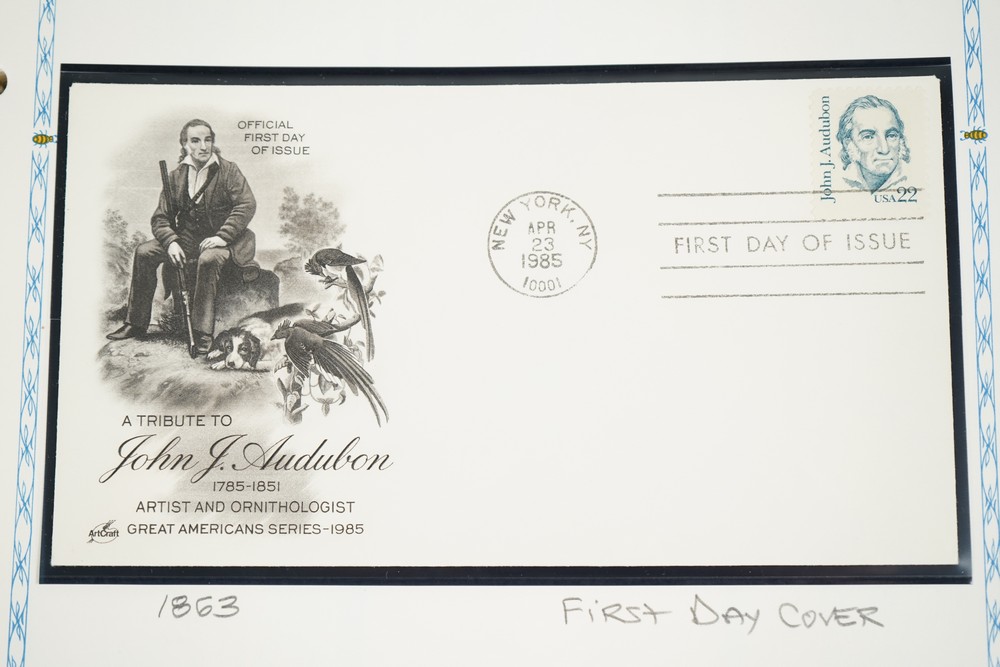 OFFICIAL
FIRST DAY
OF ISSUE
John J. Audubon
USA 22
NEW YORK, NY
APR
23
1985
10001
FIRST DAY OF ISSUE
A TRIBUTE TO
John J. Audubon
1785-1851
ARTIST AND ORNITHOLOGIST
ArtCraft
GREAT AMERICANS SERIES-1985
1863
FIRST DAY COVER